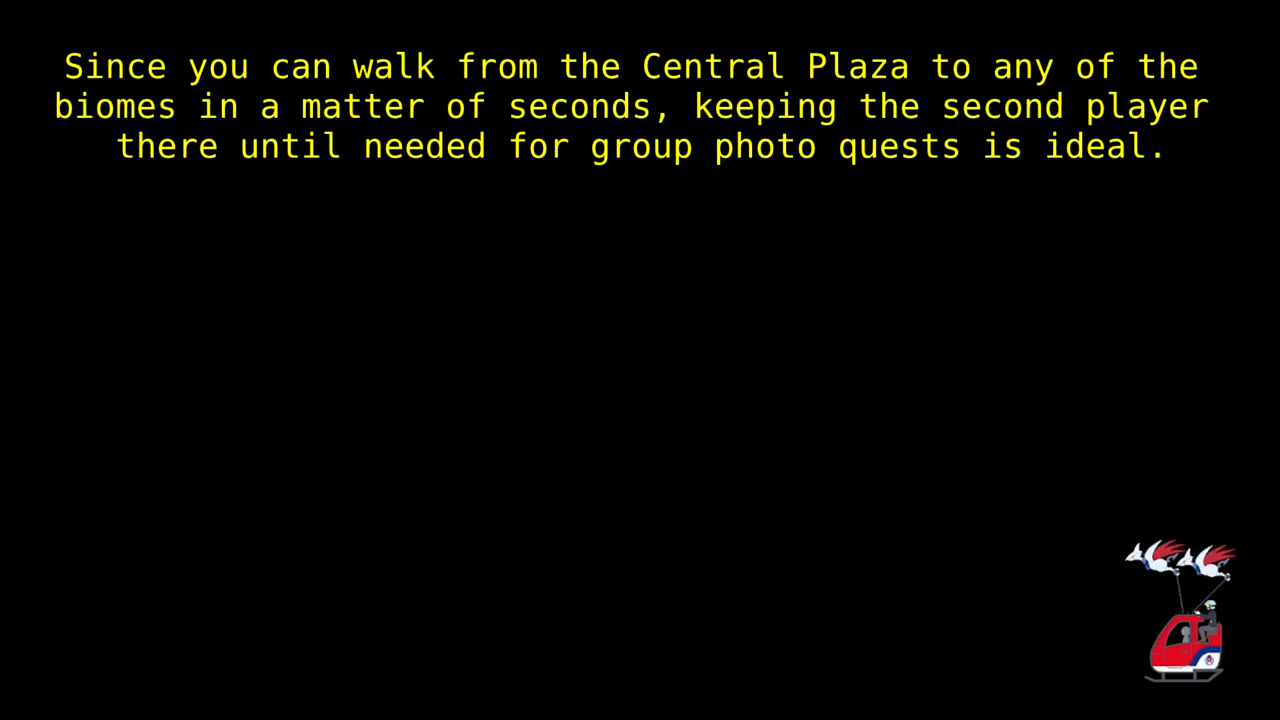 Since you can walk from the Central Plaza to any of the
biomes in a matter of seconds, keeping the second player
there until needed for group photo quests is ideal.